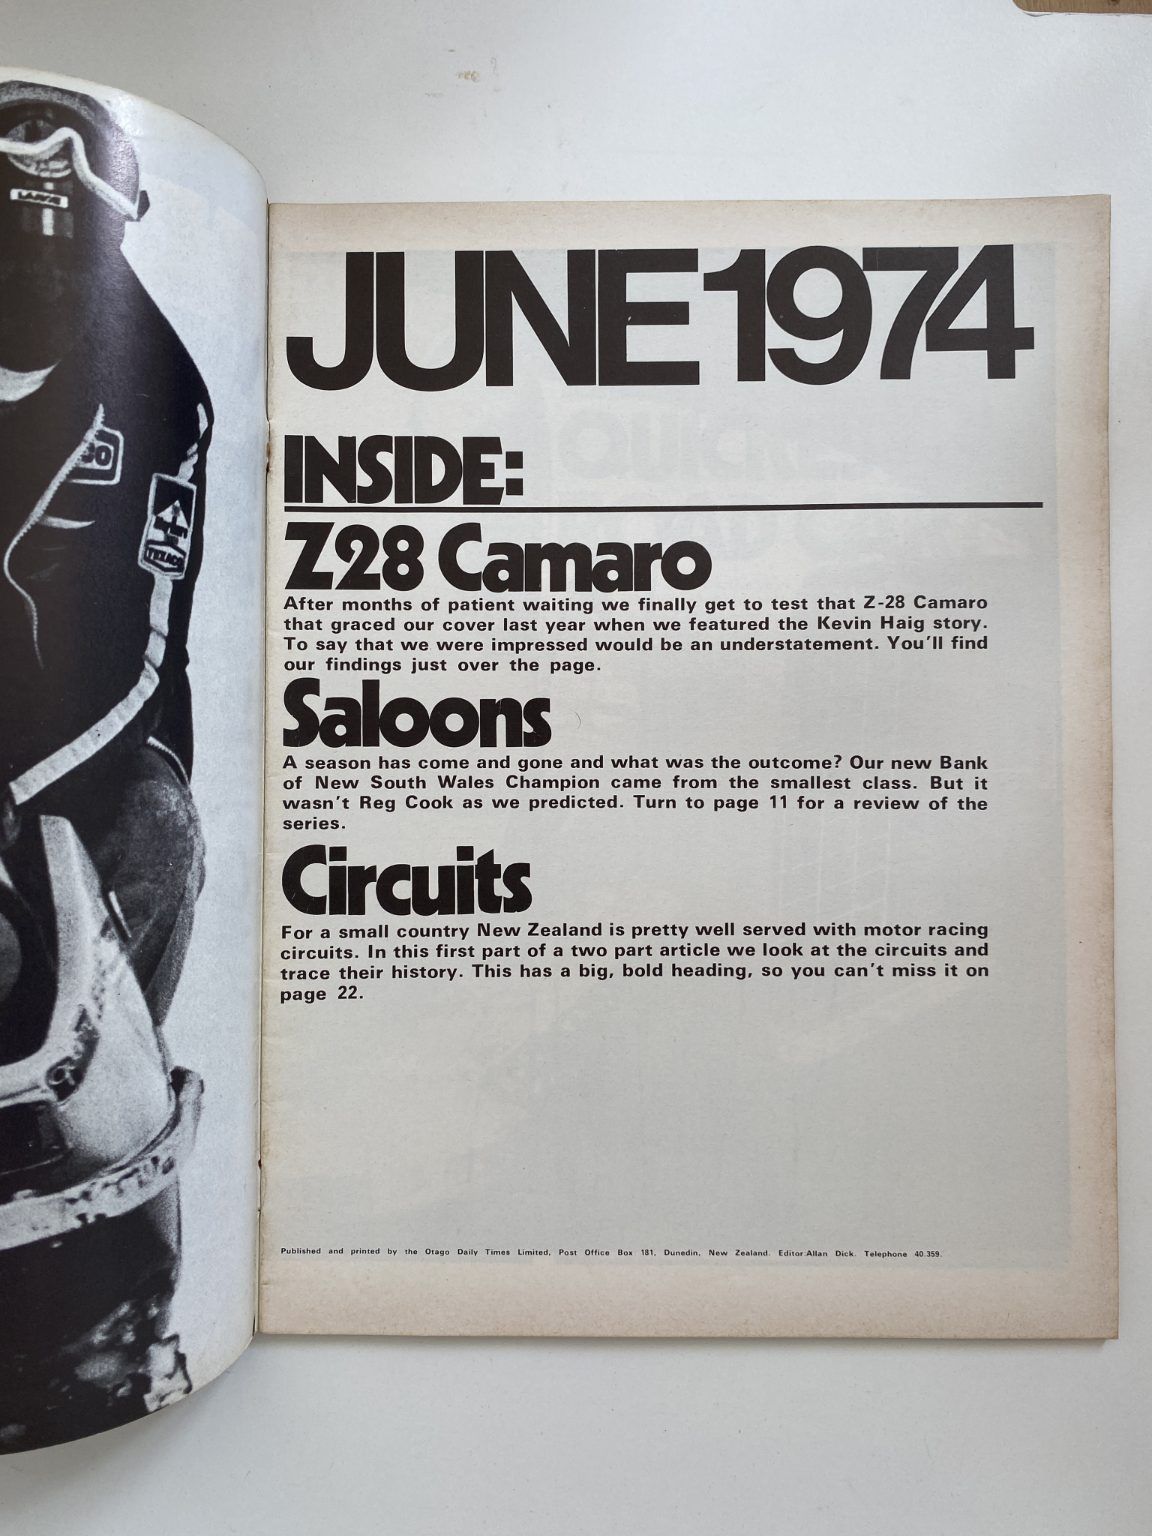 JUNE 1974
INSIDE:
Z28 Camaro
After months of patient waiting we finally get to test that Z-28 Camaro
that graced our cover last year when we featured the Kevin Haig story.
To say that we were impressed would be an understatement. You'll find
our findings just over the page.
Saloons
A season has come and gone and what was the outcome? Our new Bank
of New South Wales Champion came from the smallest class. But it
wasn't Reg Cook as we predicted. Turn to page 11 for a review of the
series.
Circuits
For a small country New Zealand is pretty well served with motor racing
circuits. In this first part of a two part article we look at the circuits and
trace their history. This has a big, bold heading, so you can't miss it on
page 22.
Published and printed by the Otago Daily Times Limited, Post Office Box 181, Dunedin, New Zealand. Editor:Allan Dick. Telephone 40.359.